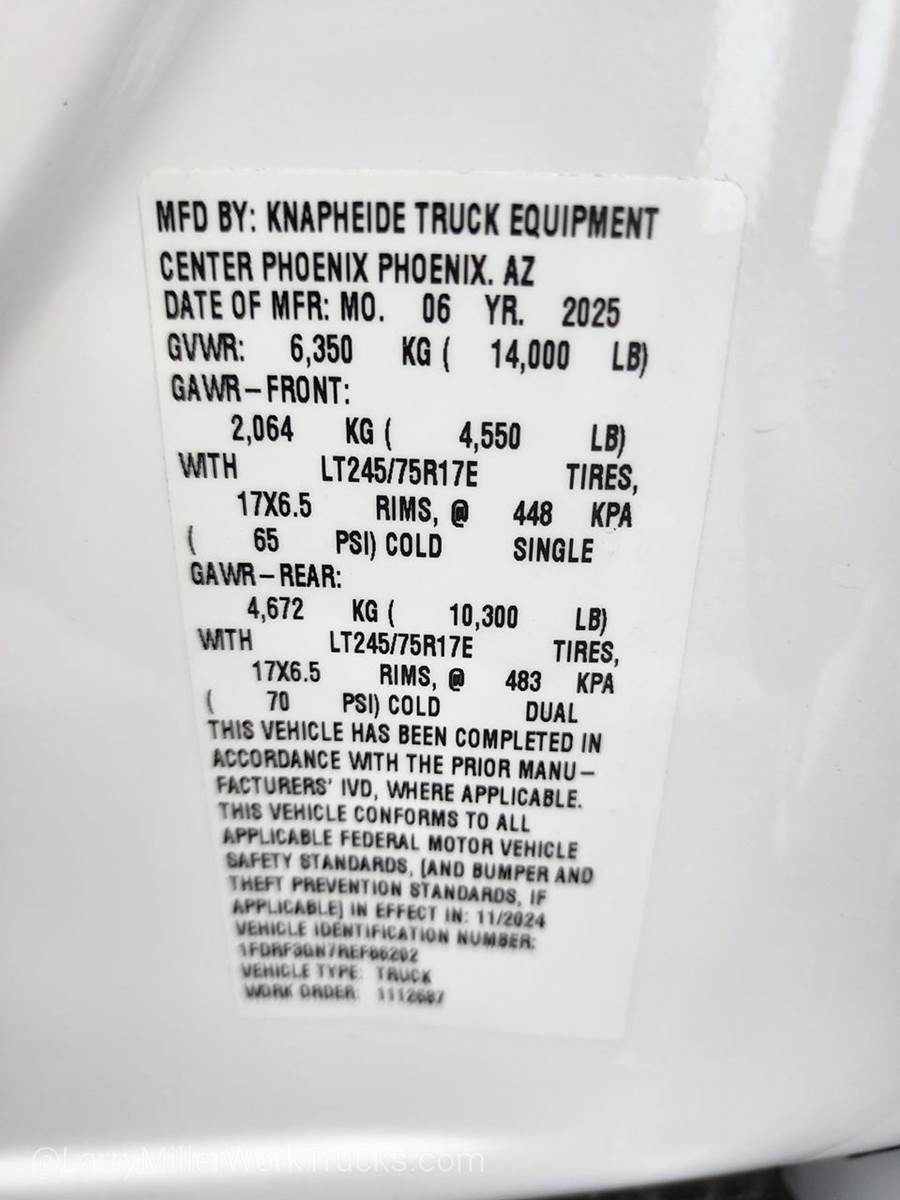 MFD BY: KNAPHEIDE TRUCK EQUIPMENT
CENTER PHOENIX PHOENIX. AZ
DATE OF MFR: MO. 06 YR. 2025
GVWR: 6,350 KG ( 14,000 LB)
GAWR-FRONT:
2,064 KG ( 4,550 LB)
WITH LT245/75R17E TIRES,
17X6.5 RIMS, @ 448 KPA
( 65 PSI) COLD SINGLE
GAWR-REAR:
4,672 KG ( 10,300 LB)
WITH LT245/75R17E TIRES,
17X6.5 RIMS, @ 483 KPA
( 70 PSI) COLD DUAL
THIS VEHICLE HAS BEEN COMPLETED IN
ACCORDANCE WITH THE PRIOR MANU-
FACTURERS' IVD, WHERE APPLICABLE.
THIS VEHICLE CONFORMS TO ALL
APPLICABLE FEDERAL MOTOR VEHICLE
SAFETY STANDARDS, [AND BUMPER AND
THEFT PREVENTION STANDARDS, IF
APPLICABLE] IN EFFECT IN: 11/2024
VEHICLE IDENTIFICATION NUMBER:
VEHICLE TYPE: TRUCK
WORK ORDER: 1112687
@LarryMillerWorkTrucks.com